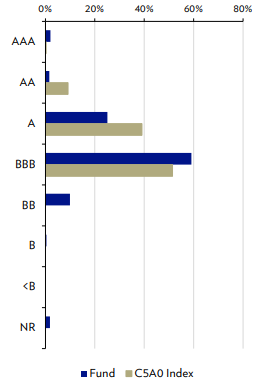 0% 20% 40% 60% 80%
AAA
AA
A
BBB
BB
B
<B
NR
Fund C5A0 Index